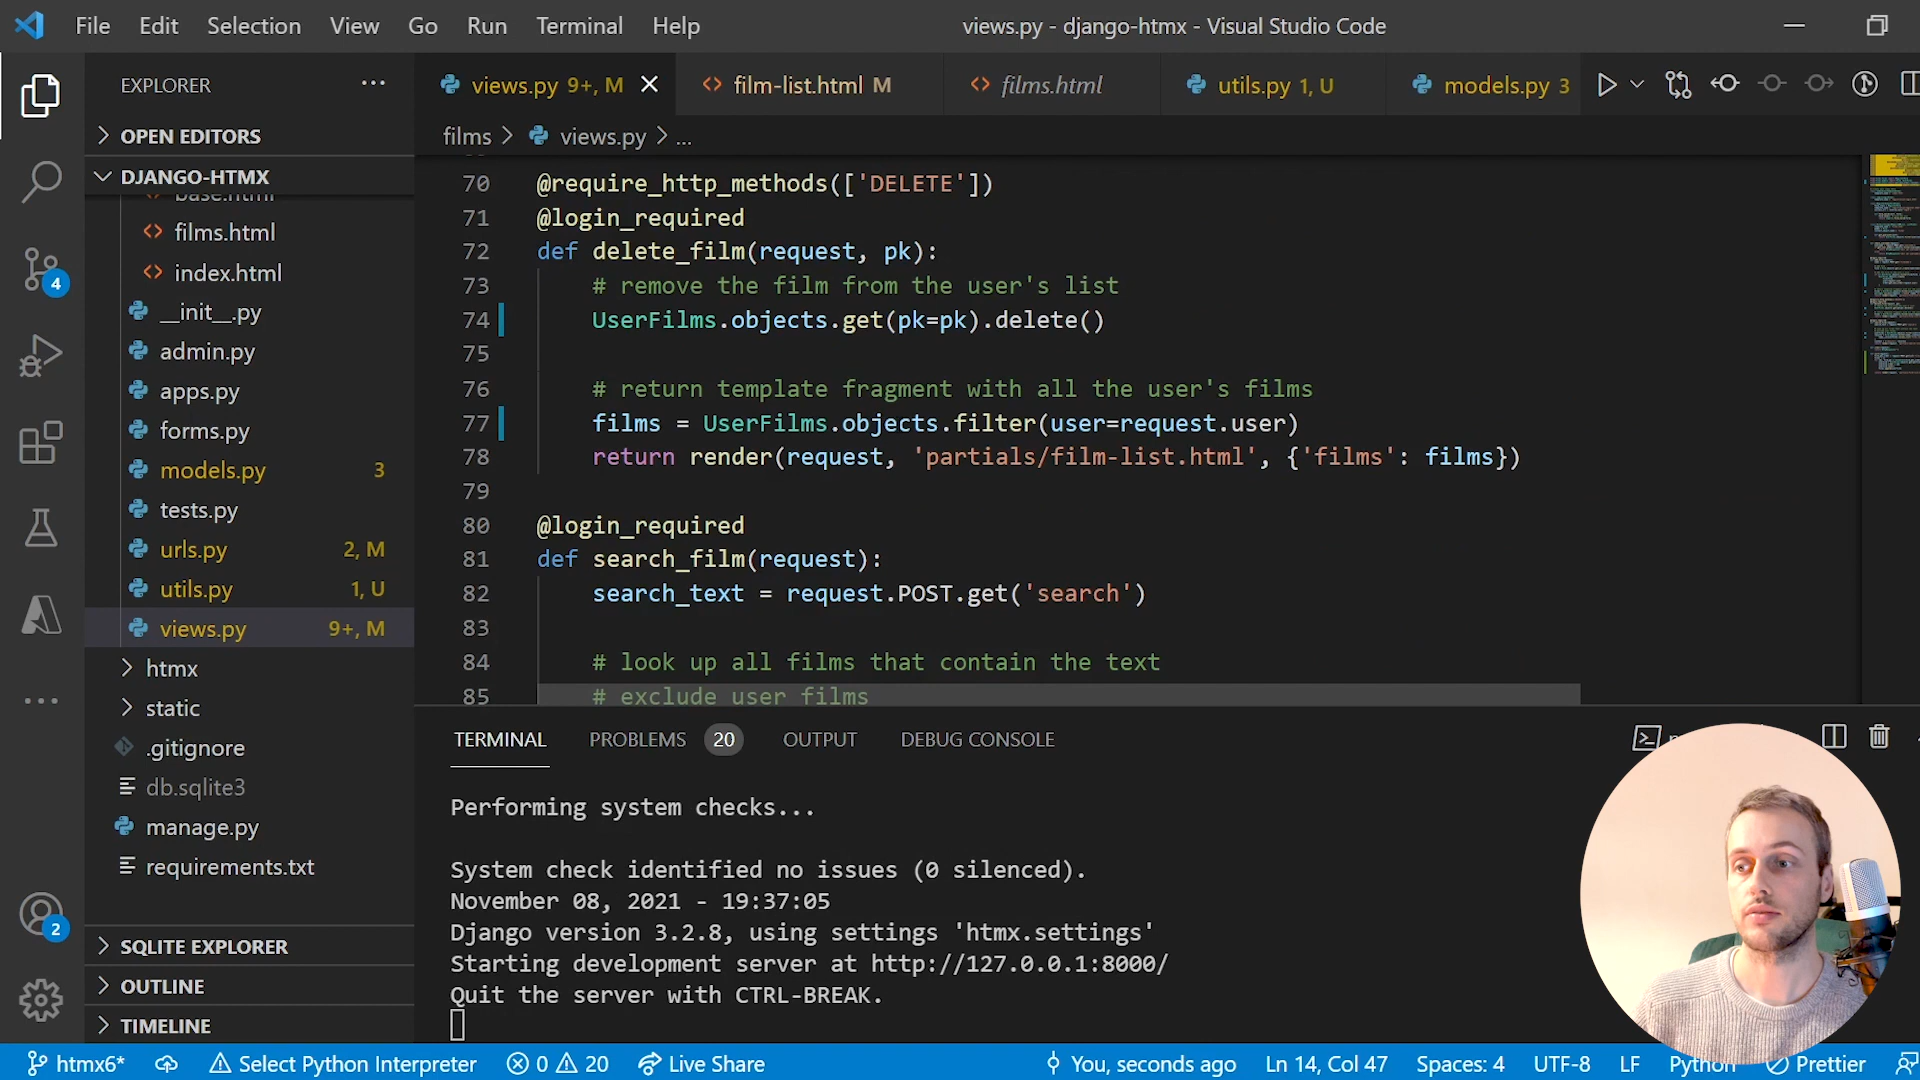 File Edit Selection View Go Run Terminal Help
views.py - django-htmx - Visual Studio Code
EXPLORER
OPEN EDITORS
DJANGO-HTMX
base.html
films.html
index.html
__init__.py
admin.py
apps.py
forms.py
models.py 3
tests.py
urls.py 2, M
utils.py 1, U
views.py 9+, M
htmx
static
.gitignore
db.sqlite3
manage.py
requirements.txt
SQLITE EXPLORER
OUTLINE
TIMELINE
4
2
views.py 9+, M
film-list.html M
films.html
utils.py 1, U
models.py 3
films > views.py > ...
70 @require_http_methods(['DELETE'])
71 @login_required
72 def delete_film(request, pk):
73 # remove the film from the user's list
74 UserFilms.objects.get(pk=pk).delete()
75
76 # return template fragment with all the user's films
77 films = UserFilms.objects.filter(user=request.user)
78 return render(request, 'partials/film-list.html', {'films': films})
79
80 @login_required
81 def search_film(request):
82 search_text = request.POST.get('search')
83
84 # look up all films that contain the text
85 # exclude user films
TERMINAL PROBLEMS 20 OUTPUT DEBUG CONSOLE
Performing system checks...
System check identified no issues (0 silenced).
November 08, 2021 - 19:37:05
Django version 3.2.8, using settings 'htmx.settings'
Starting development server at http://127.0.0.1:8000/
Quit the server with CTRL-BREAK.
htmx6* Select Python Interpreter 0 20 Live Share You, seconds ago Ln 14, Col 47 Spaces: 4 UTF-8 LF Python Prettier